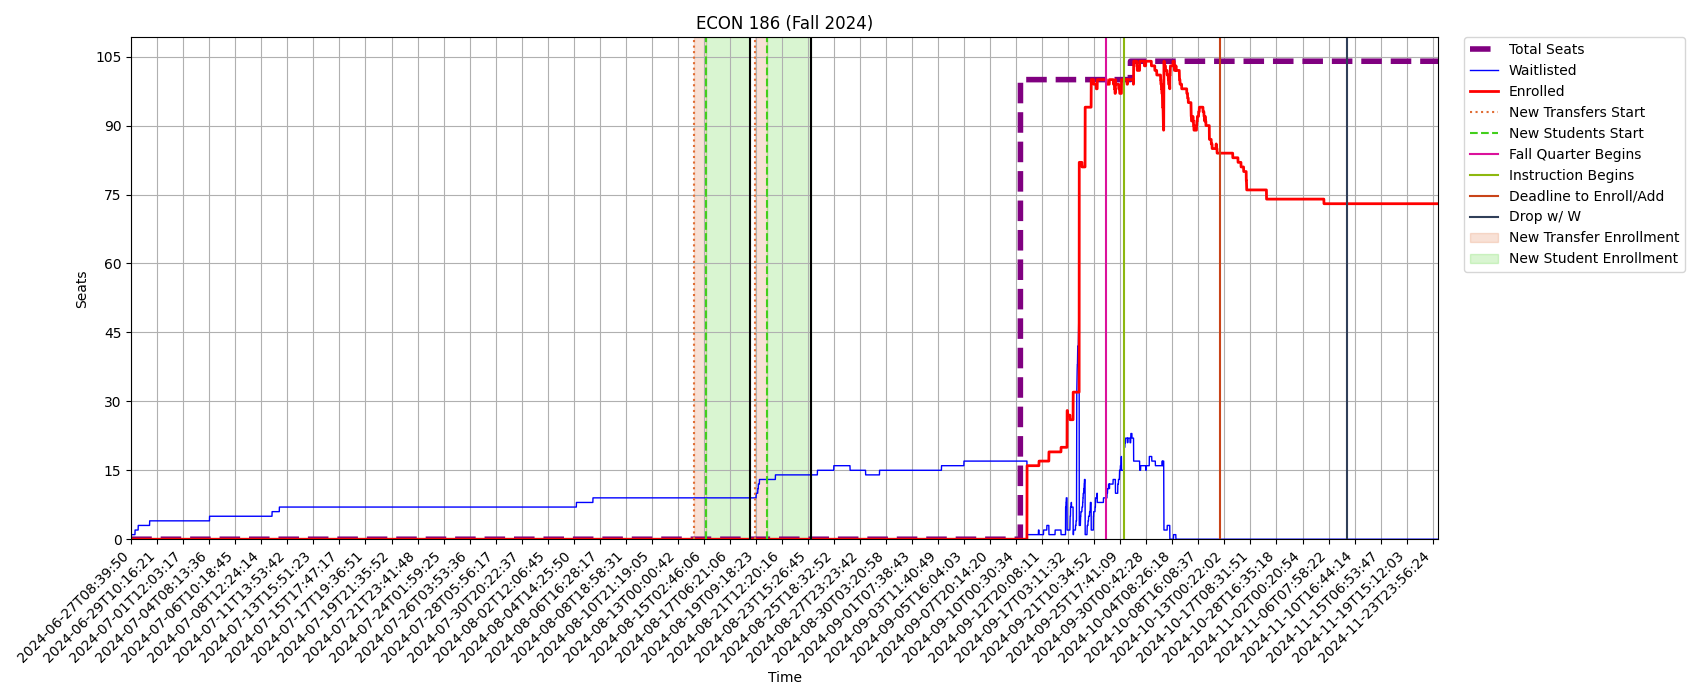 ECON 186 (Fall 2024)
Seats
105
90
75
60
45
30
15
0
2024-06-27T08:39:50
2024-06-29T10:16:21
2024-07-01T12:03:17
2024-07-04T08:13:36
2024-07-06T10:18:45
2024-07-08T12:24:14
2024-07-11T13:53:42
2024-07-13T15:51:23
2024-07-15T17:47:17
2024-07-17T19:36:51
2024-07-19T21:35:52
2024-07-21T23:41:48
2024-07-24T01:59:25
2024-07-26T03:53:36
2024-07-28T05:56:17
2024-07-30T20:22:37
2024-08-02T12:06:45
2024-08-04T14:25:50
2024-08-06T16:28:17
2024-08-08T18:58:31
2024-08-10T21:19:05
2024-08-13T00:00:42
2024-08-15T02:46:06
2024-08-17T06:21:06
2024-08-19T09:18:23
2024-08-21T12:20:16
2024-08-23T15:26:45
2024-08-25T18:32:52
2024-08-27T23:23:42
2024-08-30T03:20:58
2024-09-01T07:38:43
2024-09-03T11:40:49
2024-09-05T16:04:03
2024-09-07T20:14:20
2024-09-10T00:30:34
2024-09-12T20:08:11
2024-09-17T03:11:32
2024-09-21T10:34:52
2024-09-25T17:41:09
2024-09-30T00:42:28
2024-10-04T08:26:18
2024-10-08T16:08:37
2024-10-13T00:22:02
2024-10-17T08:31:51
2024-10-28T16:35:18
2024-11-02T00:20:54
2024-11-06T07:58:22
2024-11-10T16:44:14
2024-11-15T06:53:47
2024-11-19T15:12:03
2024-11-23T23:56:24
Time
Total Seats
Waitlisted
Enrolled
New Transfers Start
New Students Start
Fall Quarter Begins
Instruction Begins
Deadline to Enroll/Add
Drop w/ W
New Transfer Enrollment
New Student Enrollment